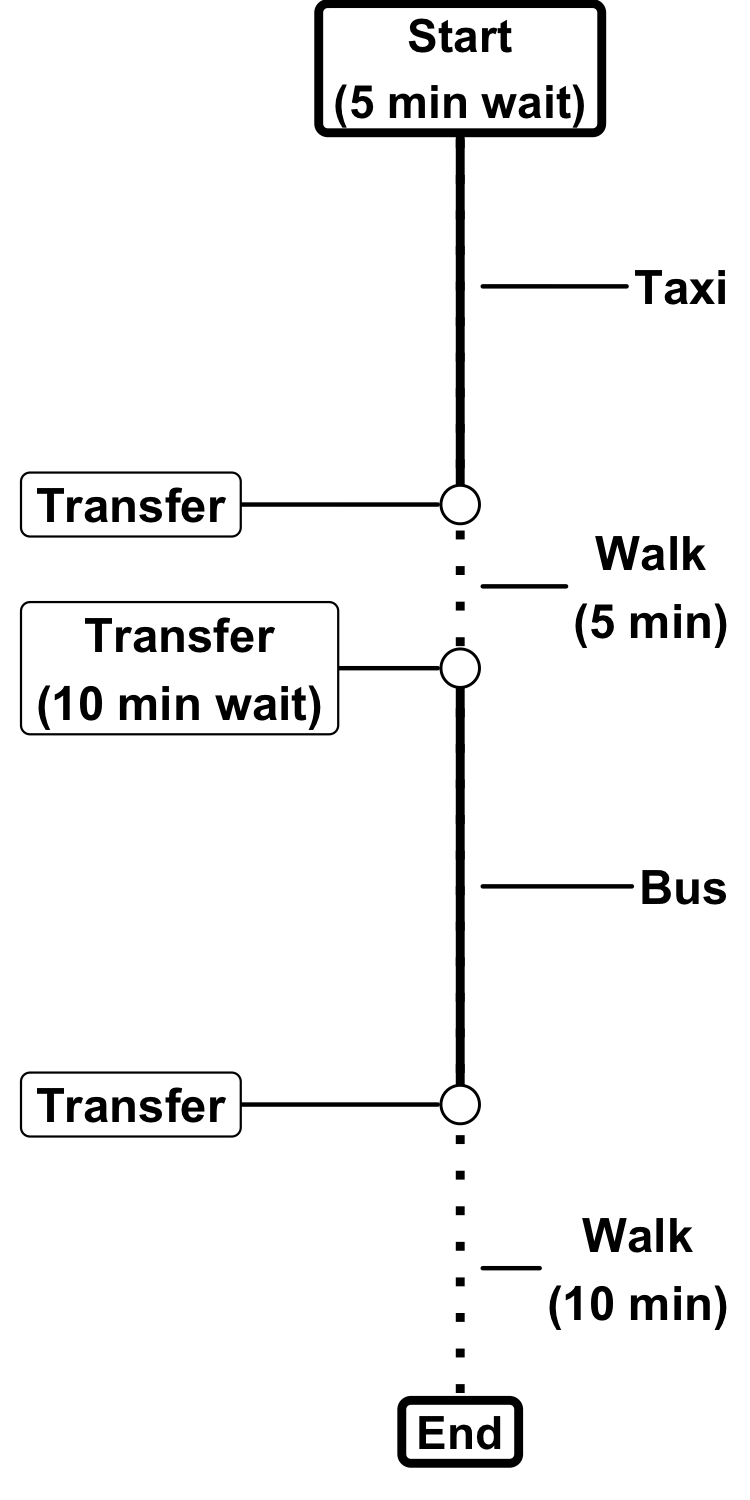 Start
(5 min wait)
Taxi
Transfer
Walk
(5 min)
Transfer
(10 min wait)
Bus
Transfer
Walk
(10 min)
End